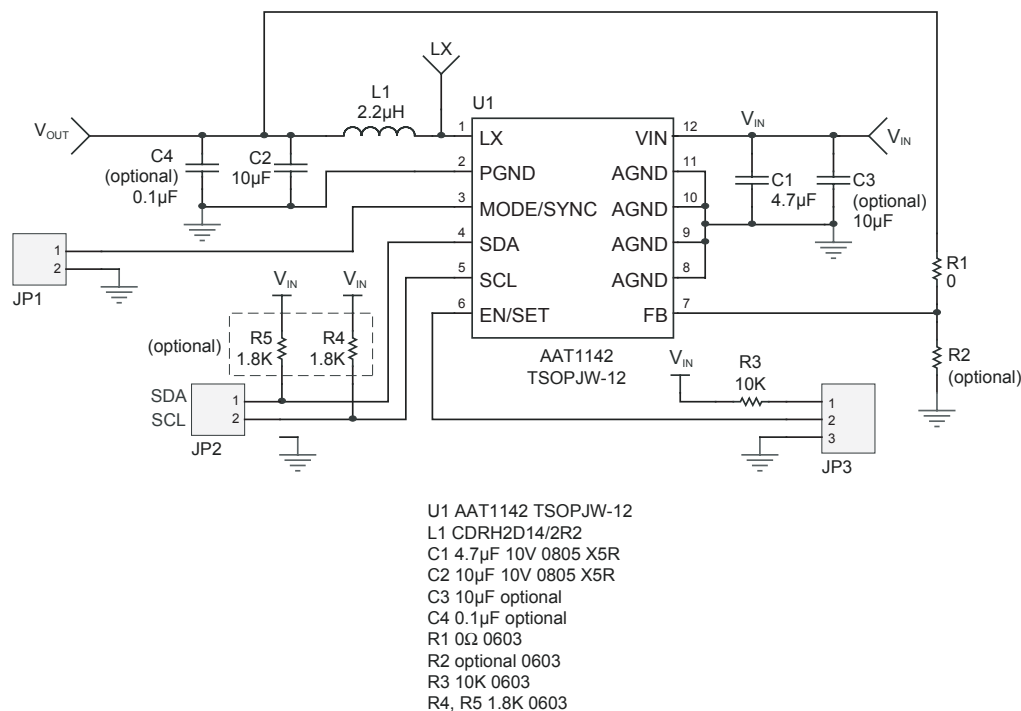 LX
L1
2.2µH
U1
VOUT
1
LX
VIN
12
VIN
VIN
C4
(optional)
0.1µF
C2
10µF
2
PGND
AGND
11
C1
4.7µF
C3
(optional)
10µF
3
MODE/SYNC
AGND
10
4
SDA
AGND
9
1
2
JP1
5
SCL
AGND
8
R1
0
6
EN/SET
FB
7
VIN
VIN
(optional)
R5
1.8K
R4
1.8K
AAT1142
TSOPJW-12
R2
(optional)
VIN
R3
10K
SDA
1
SCL
2
JP2
1
2
3
JP3
U1 AAT1142 TSOPJW-12
L1 CDRH2D14/2R2
C1 4.7µF 10V 0805 X5R
C2 10µF 10V 0805 X5R
C3 10µF optional
C4 0.1µF optional
R1 0Ω 0603
R2 optional 0603
R3 10K 0603
R4, R5 1.8K 0603